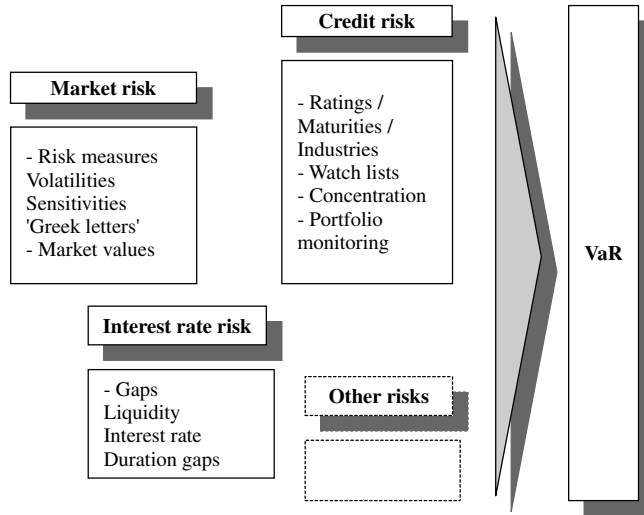 Credit risk
- Ratings /
Maturities /
Industries
- Watch lists
- Concentration
- Portfolio
monitoring
Market risk
- Risk measures
Volatilities
Sensitivities
'Greek letters'
- Market values
Interest rate risk
- Gaps
Liquidity
Interest rate
Duration gaps
Other risks
VaR